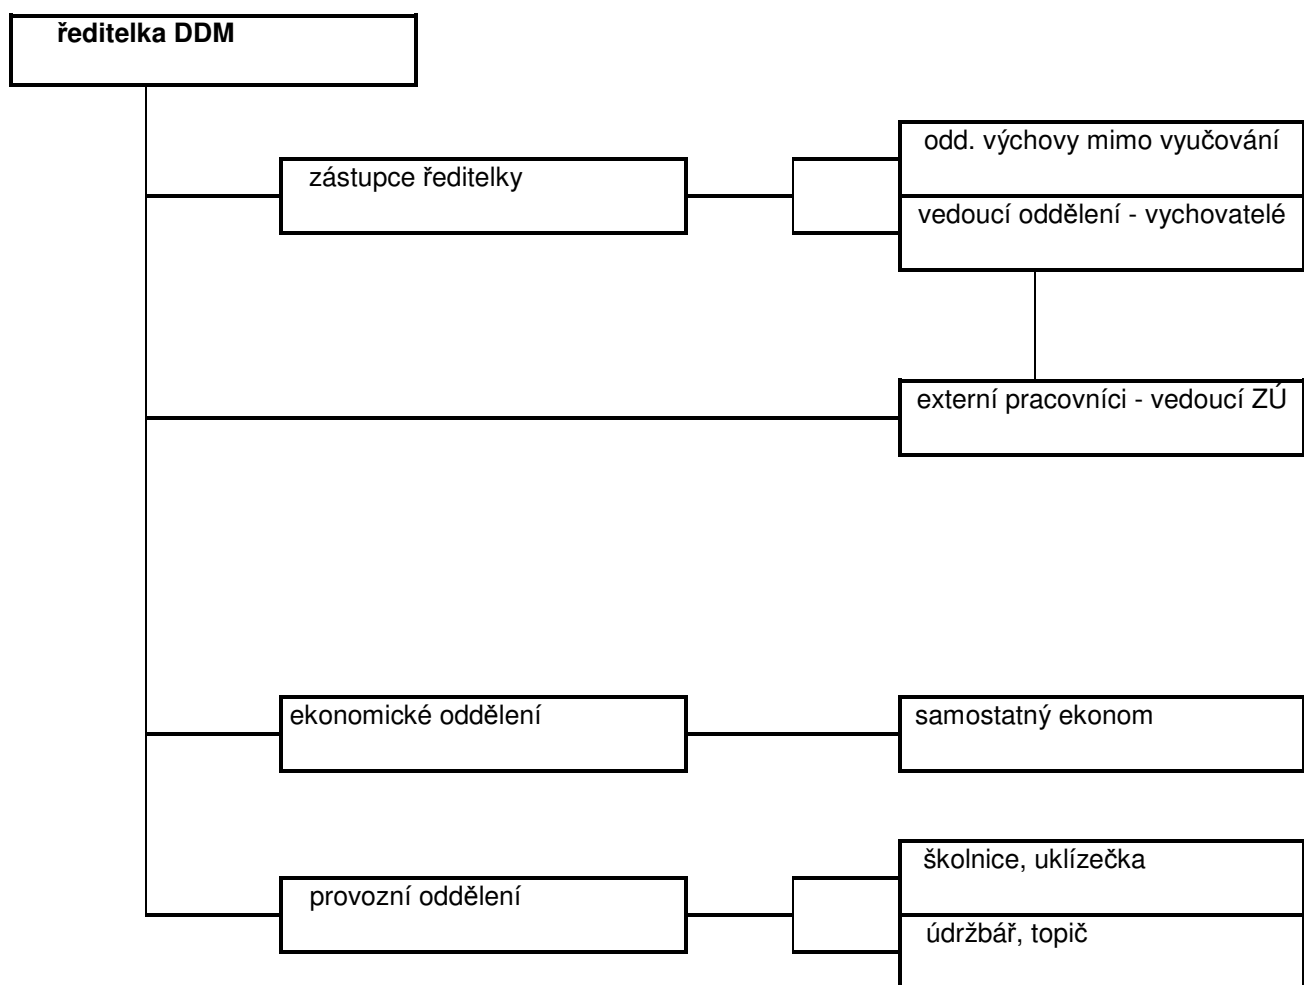 ředitelka DDM
odd. výchovy mimo vyučování
zástupce ředitelky
vedoucí oddělení - vychovatelé
externí pracovníci - vedoucí ZÚ
ekonomické oddělení
samostatný ekonom
školnice, uklízečka
provozní oddělení
údržbář, topič